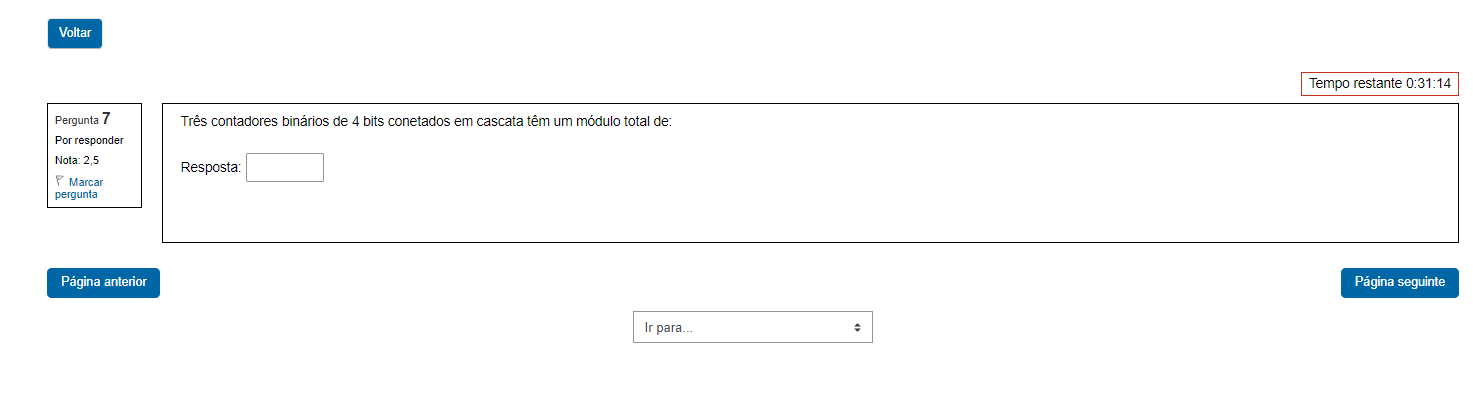 Voltar
Tempo restante 0:31:14
Pergunta 7
Por responder
Nota: 2,5
Marcar
pergunta
Três contadores binários de 4 bits conetados em cascata têm um módulo total de:
Resposta:
Página anterior
Página seguinte
Ir para...